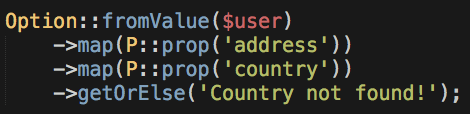 Option::fromValue($user)
    ->map(P::prop('address'))
    ->map(P::prop('country'))
    ->getOrElse('Country not found!');